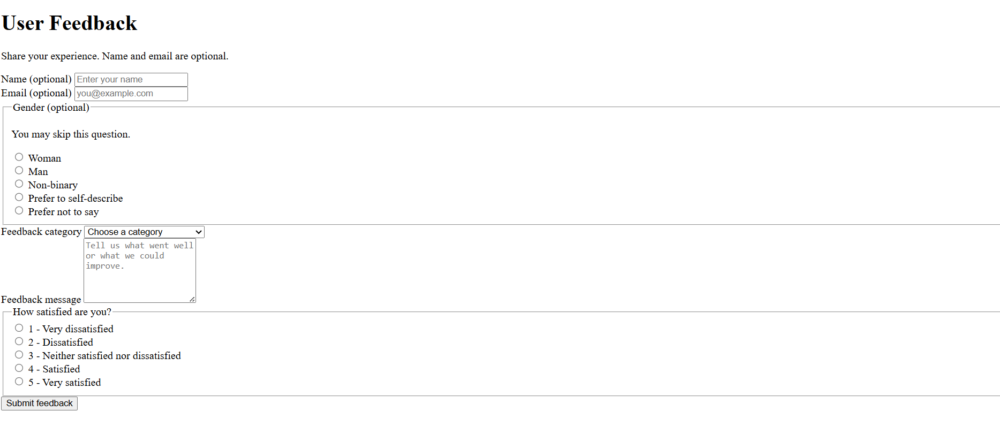 User Feedback
Share your experience. Name and email are optional.
Name (optional) Enter your name
Email (optional) you@example.com
Gender (optional)
You may skip this question.
Woman
Man
Non-binary
Prefer to self-describe
Prefer not to say
Feedback category Choose a category
Tell us what went well
or what we could
improve.
Feedback message
How satisfied are you?
1 - Very dissatisfied
2 - Dissatisfied
3 - Neither satisfied nor dissatisfied
4 - Satisfied
5 - Very satisfied
Submit feedback